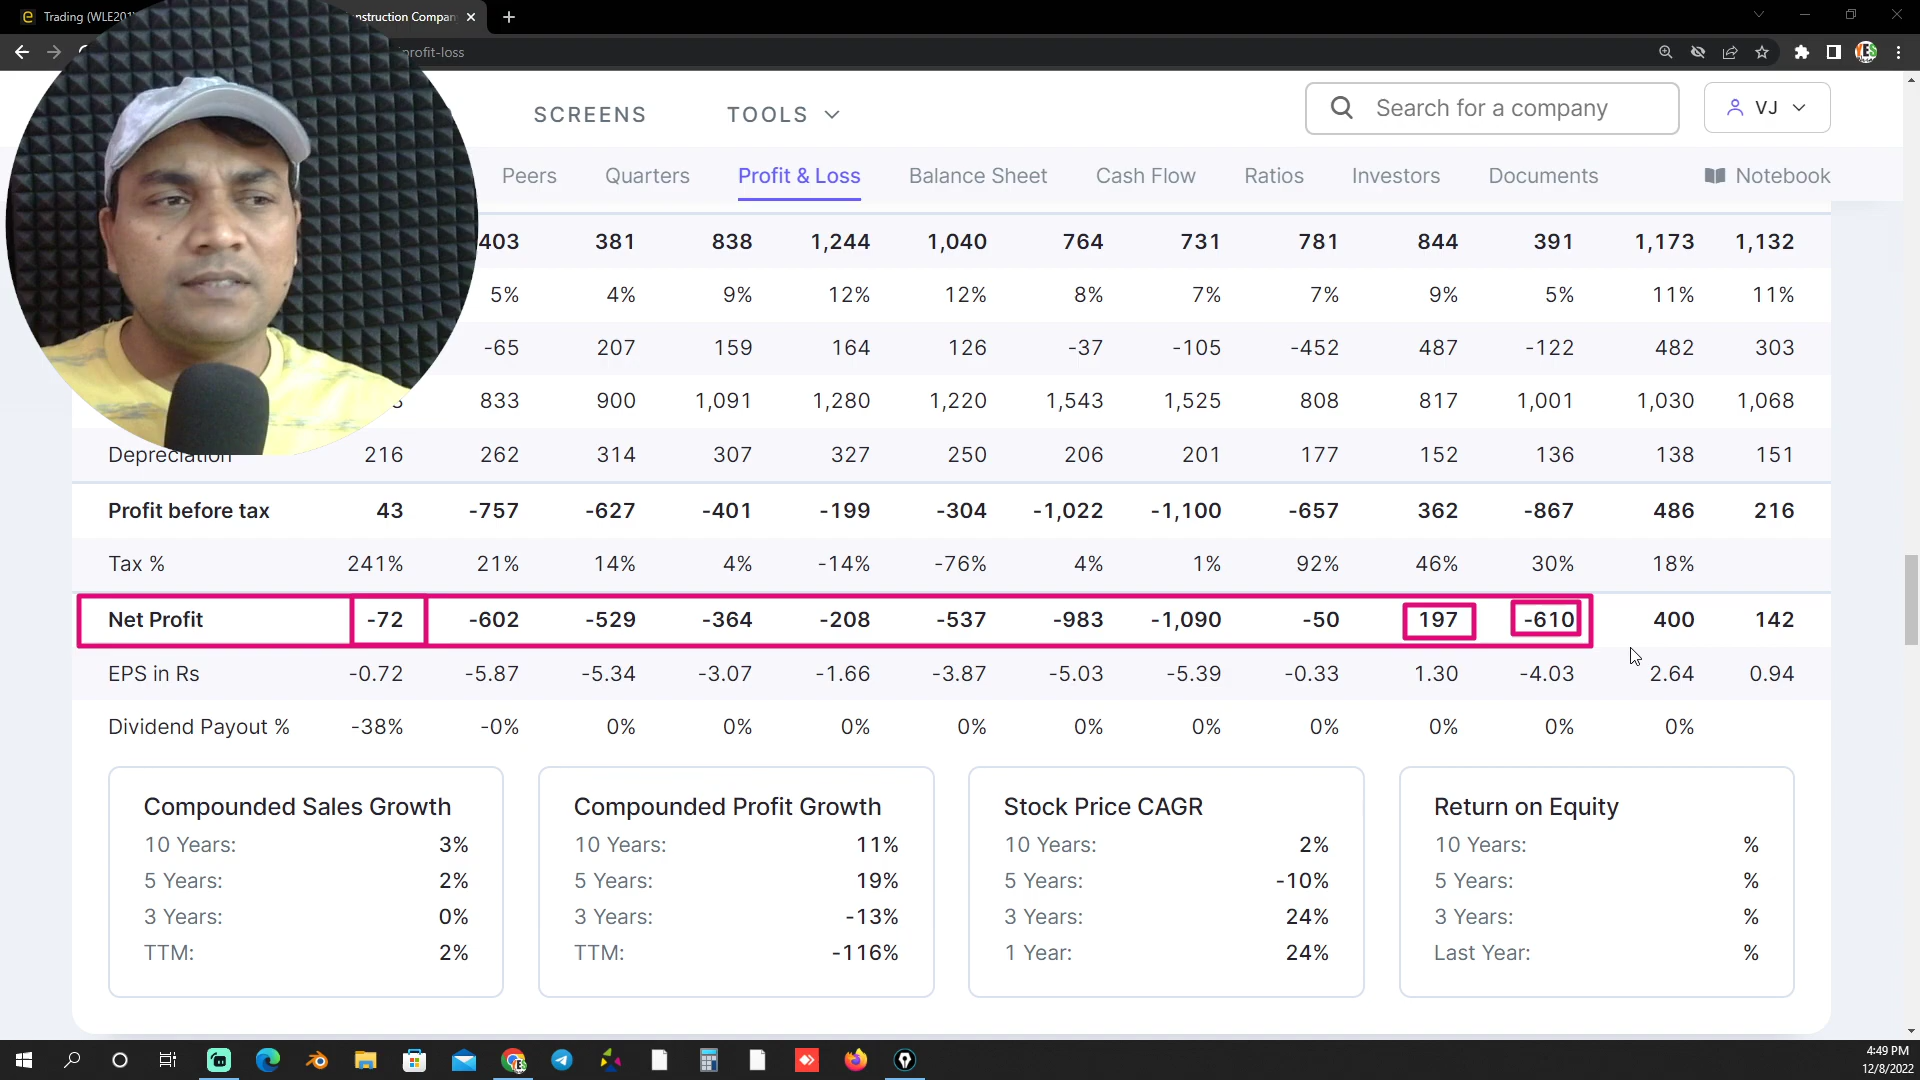 Trading (WLE201
nstruction Compan
profit-loss
SCREENS TOOLS Search for a company VJ
Peers Quarters Profit & Loss Balance Sheet Cash Flow Ratios Investors Documents Notebook
403 381 838 1,244 1,040 764 731 781 844 391 1,173 1,132
5% 4% 9% 12% 12% 8% 7% 7% 9% 5% 11% 11%
-65 207 159 164 126 -37 -105 -452 487 -122 482 303
833 900 1,091 1,280 1,220 1,543 1,525 808 817 1,001 1,030 1,068
Depreciation 216 262 314 307 327 250 206 201 177 152 136 138 151
Profit before tax 43 -757 -627 -401 -199 -304 -1,022 -1,100 -657 362 -867 486 216
Tax % 241% 21% 14% 4% -14% -76% 4% 1% 92% 46% 30% 18%
Net Profit -72 -602 -529 -364 -208 -537 -983 -1,090 -50 197 -610 400 142
EPS in Rs -0.72 -5.87 -5.34 -3.07 -1.66 -3.87 -5.03 -5.39 -0.33 1.30 -4.03 2.64 0.94
Dividend Payout % -38% -0% 0% 0% 0% 0% 0% 0% 0% 0% 0% 0%
Compounded Sales Growth
10 Years: 3%
5 Years: 2%
3 Years: 0%
TTM: 2%
Compounded Profit Growth
10 Years: 11%
5 Years: 19%
3 Years: -13%
TTM: -116%
Stock Price CAGR
10 Years: 2%
5 Years: -10%
3 Years: 24%
1 Year: 24%
Return on Equity
10 Years: %
5 Years: %
3 Years: %
Last Year: %
4:49 PM
12/8/2022